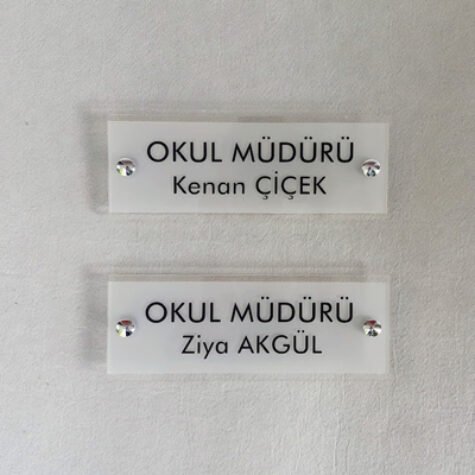 OKUL MÜDÜRÜ
Kenan ÇİÇEK
OKUL MÜDÜRÜ
Ziya AKGÜL